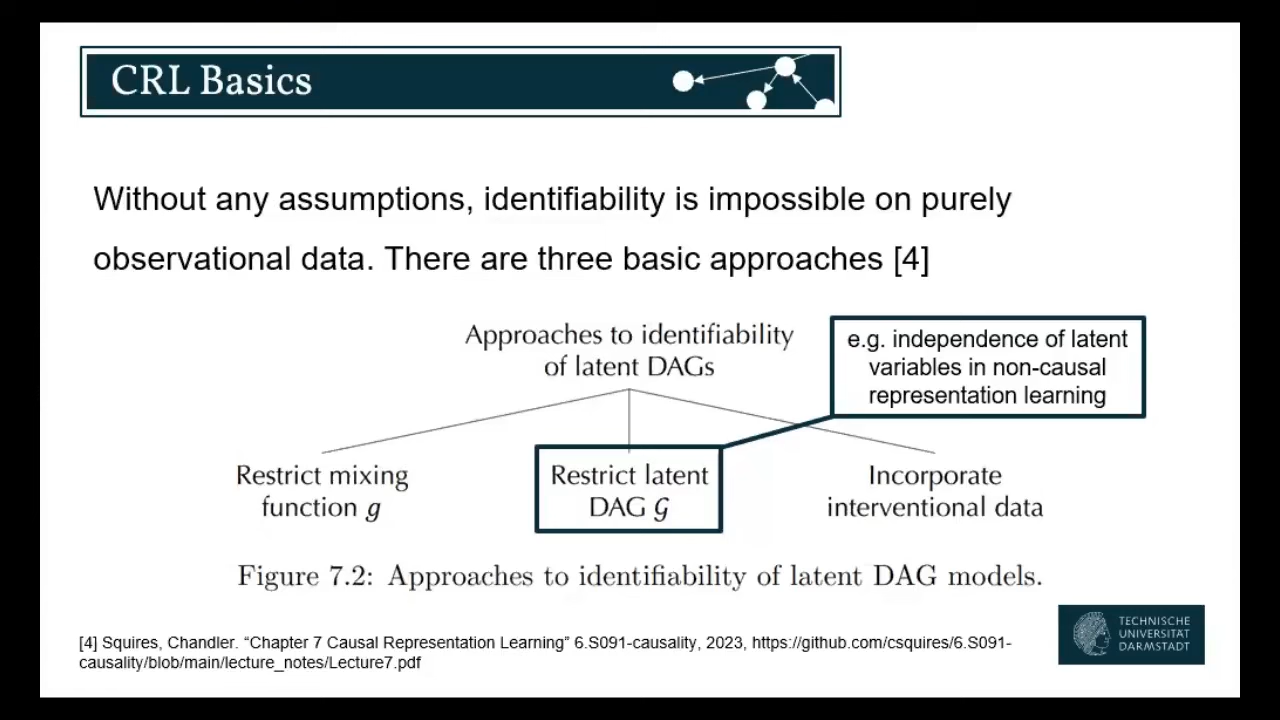 CRL Basics
Without any assumptions, identifiability is impossible on purely
observational data. There are three basic approaches [4]
Approaches to identifiability
of latent DAGs
e.g. independence of latent
variables in non-causal
representation learning
Restrict mixing
function g
Restrict latent
DAG 𝒢
Incorporate
interventional data
Figure 7.2: Approaches to identifiability of latent DAG models.
[4] Squires, Chandler. “Chapter 7 Causal Representation Learning” 6.S091-causality, 2023, https://github.com/csquires/6.S091-
causality/blob/main/lecture_notes/Lecture7.pdf
TECHNISCHE
UNIVERSITÄT
DARMSTADT